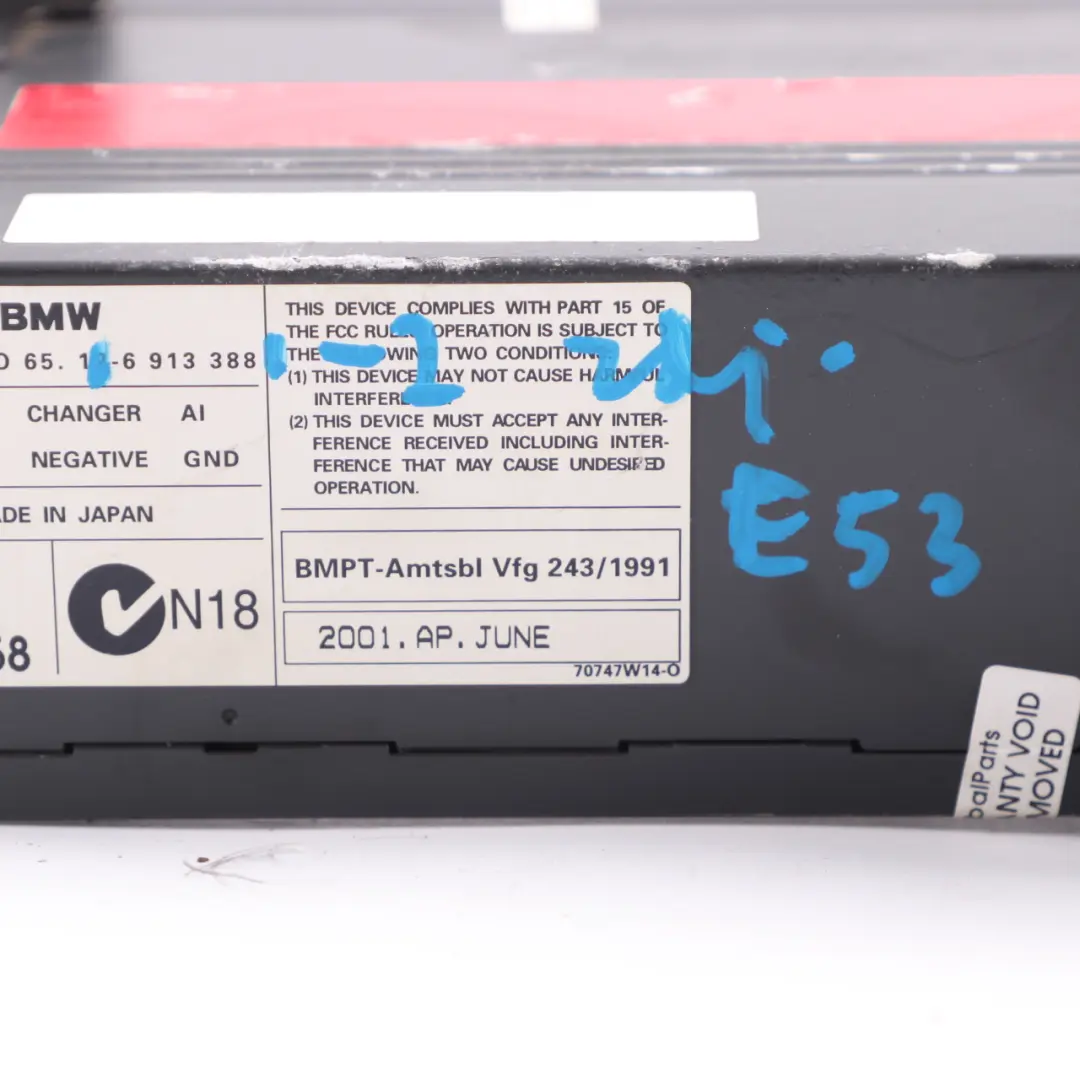 BMW
65. 1 -6 913 388
CHANGER AI
NEGATIVE GND
ADE IN JAPAN
68
N18
THIS DEVICE COMPLIES WITH PART 15 OF
THE FCC RULES. OPERATION IS SUBJECT TO
THE FOLLOWING TWO CONDITIONS:
(1) THIS DEVICE MAY NOT CAUSE HARMFUL
INTERFERENCE.
(2) THIS DEVICE MUST ACCEPT ANY INTER-
FERENCE RECEIVED INCLUDING INTER-
FERENCE THAT MAY CAUSE UNDESIRED
OPERATION.
BMPT-Amtsbl Vfg 243/1991
2001. AP. JUNE
70747W14-O
E53
balParts
NTY VOID
MOVED